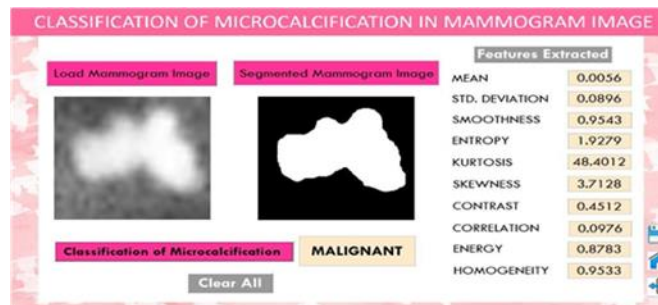 CLASSIFICATION OF MICROCALCIFICATION IN MAMMOGRAM IMAGE
Load Mammogram Image
Segmented Mammogram Image
Classification of Microcalcification
MALIGNANT
Clear All
Features Extracted
MEAN 0.0056
STD. DEVIATION 0.0896
SMOOTHNESS 0.9543
ENTROPY 1.9279
KURTOSIS 48.4012
SKEWNESS 3.7128
CONTRAST 0.4512
CORRELATION 0.0976
ENERGY 0.8783
HOMOGENEITY 0.9533